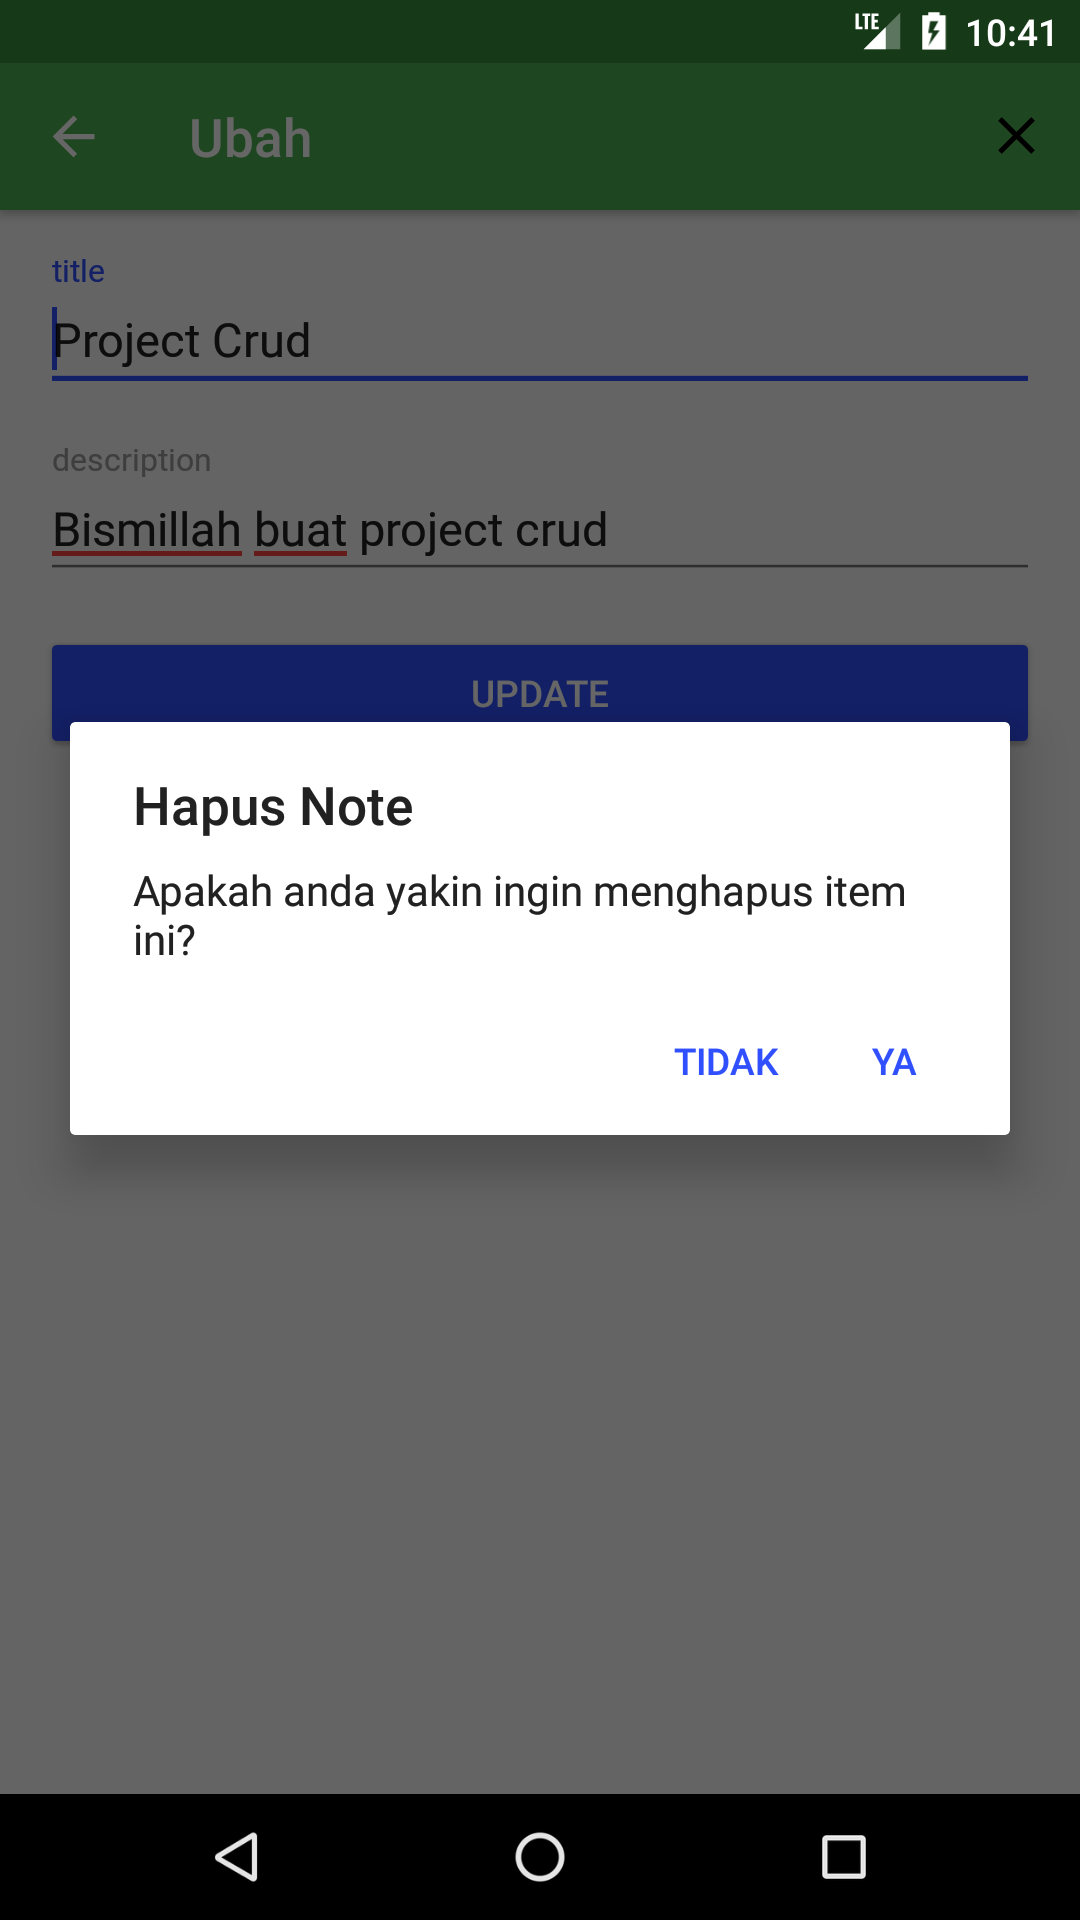 LTE 10:41
Ubah
title
Project Crud
description
Bismillah buat project crud
UPDATE
Hapus Note
Apakah anda yakin ingin menghapus item
ini?
TIDAK YA